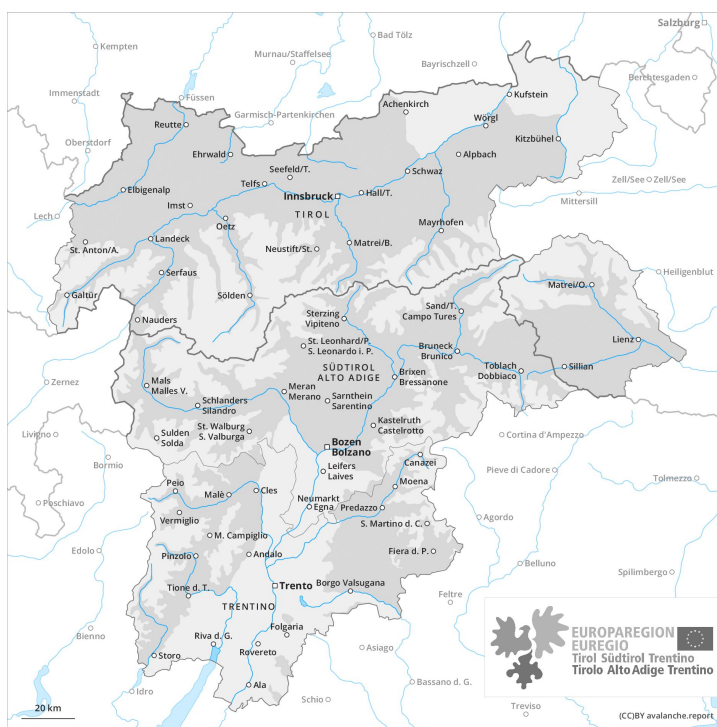 Salzburg
Bad Tölz
Kempten
Murnau/Staffelsee
Bayrischzell
Berchtesgaden
Immenstadt
Füssen
Kufstein
Achenkirch
Garmisch-Partenkirchen
Wörgl
Reutte
Kitzbühel
Oberstdorf
Ehrwald
Alpbach
Seefeld/T.
Schwaz
Zell/See
Zell/See
Telfs
Elbigenalp
Innsbruck
Hall/T.
Mittersill
Imst
TIROL
Lech
Oetz
Mayrhofen
Landeck
Matrei/B.
St. Anton/A.
Neustift/St.
Serfaus
Heiligenblut
Matrei/O.
Galtür
Sölden
Sand/T.
Campo Tures
Sterzing
Vipiteno
Nauders
Lienz
St. Leonhard/P.
S. Leonardo i. P.
Bruneck
Brunico
SÜDTIROL
ALTO ADIGE
Toblach
Dobbiaco
Sillian
Brixen
Bressanone
Zernez
Mals
Malles V.
Meran
Merano
Sarnthein
Sarentino
Schlanders
Silandro
St. Walburg
S. Valburga
Kastelruth
Castelrotto
Livigno
Sulden
Solda
Cortina d'Ampezzo
Bozen
Bolzano
Bormio
Canazei
Leifers
Laives
Pieve di Cadore
Tolmezzo
Peio
Moena
Malè
Cles
Neumarkt
Egna
Poschiavo
Predazzo
Vermiglio
S. Martino d. C.
Agordo
M. Campiglio
Edolo
Pinzolo
Andalo
Fiera d. P.
Belluno
Spilimbergo
Tione d. T.
Trento
Borgo Valsugana
Feltre
TRENTINO
Folgaria
Bienno
Riva d. G.
Rovereto
Asiago
Storo
Ala
Bassano d. G.
Idro
Schio
Treviso
EUROPAREGION
EUREGIO
Tirol Südtirol Trentino
Tirolo Alto Adige Trentino
20 km
(CC)BY avalanche.report